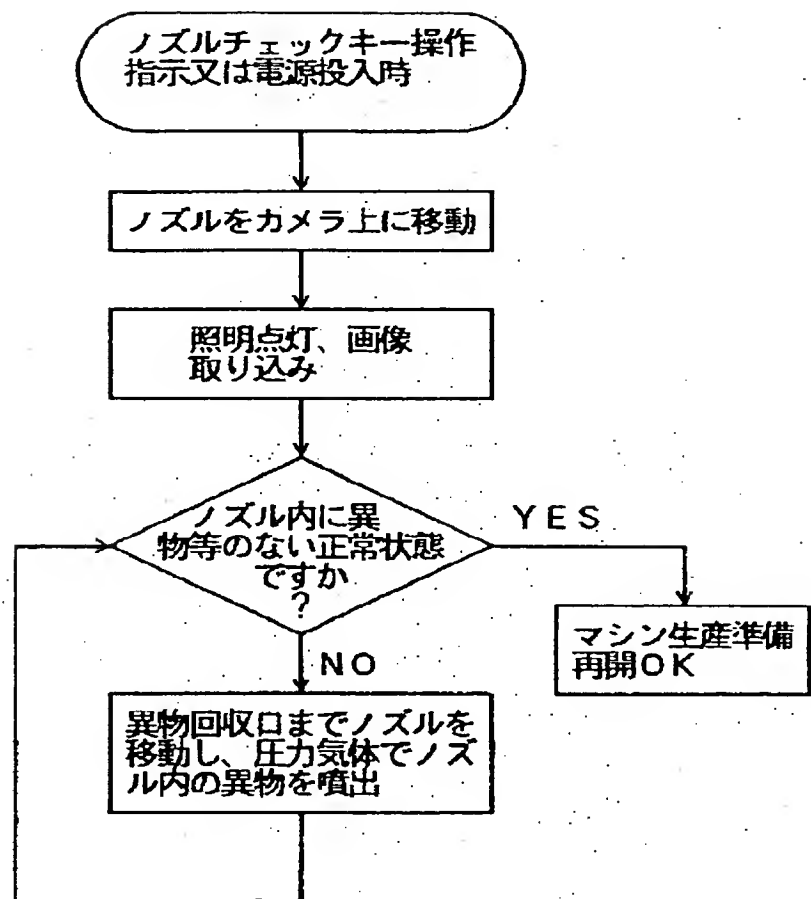 ノズルチェックキー操作
指示又は電源投入時
ノズルをカメラ上に移動
照明点灯、画像
取り込み
ノズル内に異
物等のない正常状態
ですか
?
YES
マシン生産準備
再開OK
NO
異物回収口までノズルを
移動し、圧力気体でノズ
ル内の異物を噴出